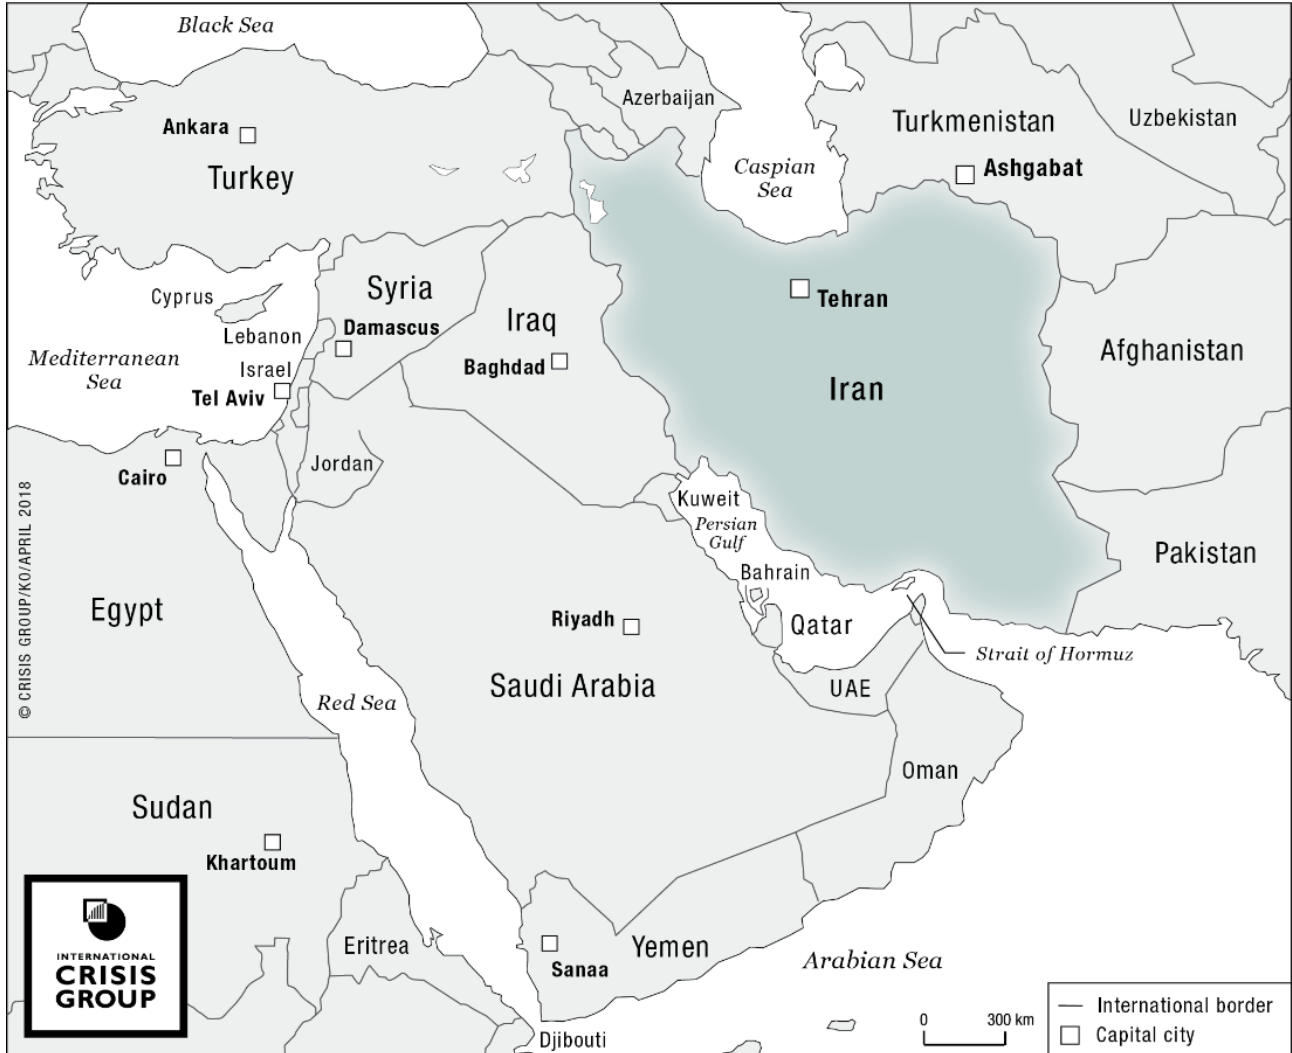 Black Sea
Azerbaijan
Ankara
Turkmenistan
Uzbekistan
Turkey
Caspian
Sea
Ashgabat
Syria
Tehran
Cyprus
Iraq
Lebanon
Damascus
Mediterranean
Sea
Israel
Baghdad
Iran
Afghanistan
Tel Aviv
Cairo
Jordan
Kuweit
Persian
Gulf
Pakistan
Bahrain
Egypt
Riyadh
Qatar
Strait of Hormuz
Saudi Arabia
UAE
Red Sea
Oman
Sudan
Khartoum
Eritrea
Yemen
Sanaa
Arabian Sea
Djibouti
© CRISIS GROUP/KO/APRIL 2018
INTERNATIONAL
CRISIS
GROUP
0 300 km
International border
Capital city